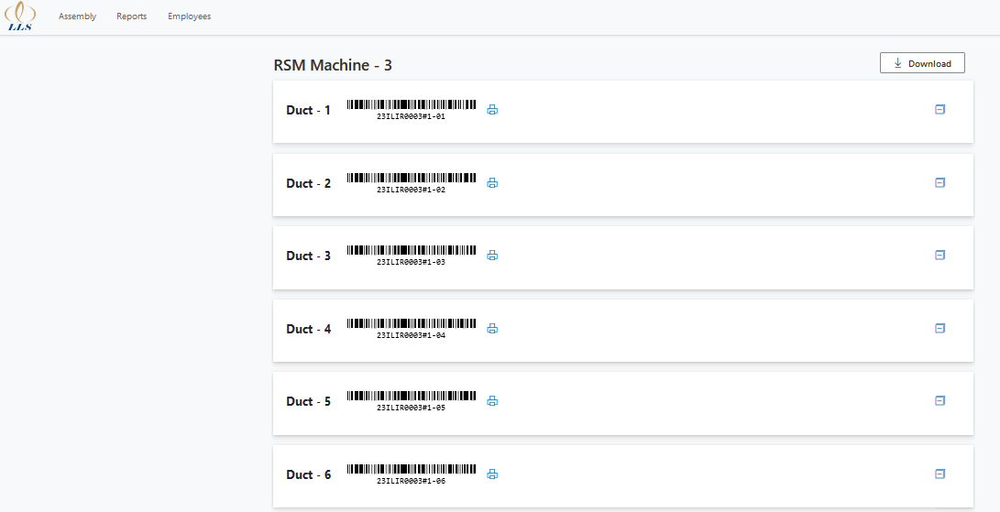 LLS
Assembly Reports Employees
RSM Machine - 3
Download
Duct - 1
23ILIR0003#1-01
Duct - 2
23ILIR0003#1-02
Duct - 3
23ILIR0003#1-03
Duct - 4
23ILIR0003#1-04
Duct - 5
23ILIR0003#1-05
Duct - 6
23ILIR0003#1-06